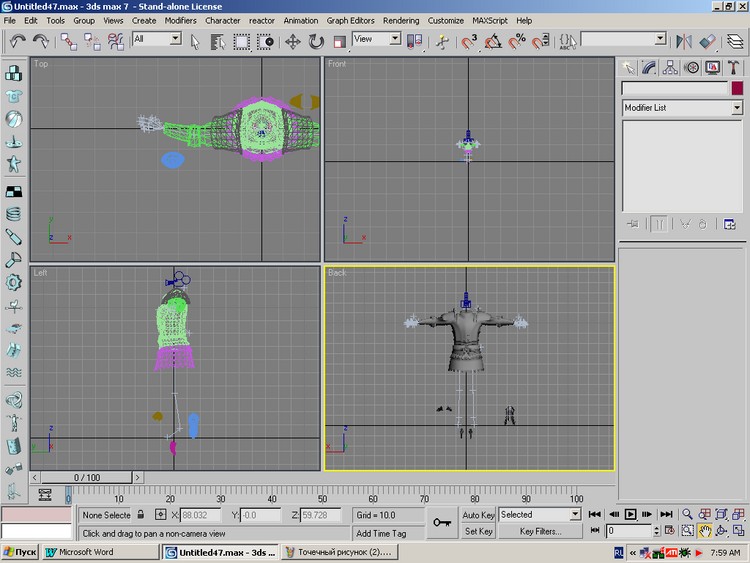 Untitled47.max - 3ds max 7 - Stand-alone License
File Edit Tools Group Views Create Modifiers Character reactor Animation Graph Editors Rendering Customize MAXScript Help
All
View
3
%
ABC
Top
Front
Modifier List
y
z
x
z
x
Left
Back
z
y
z
x
0 / 100
0 10 20 30 40 50 60 70 80 90 100
None Selecte
X: 88.032
Y: -0.0
Z: 59.728
Grid = 10.0
Auto Key
Selected
Click and drag to pan a non-camera view
Add Time Tag
Set Key
Key Filters...
0
Пуск
Microsoft Word
Untitled47.max - 3ds ...
Точечный рисунок (2)....
RU
«
ATI
7:59 AM